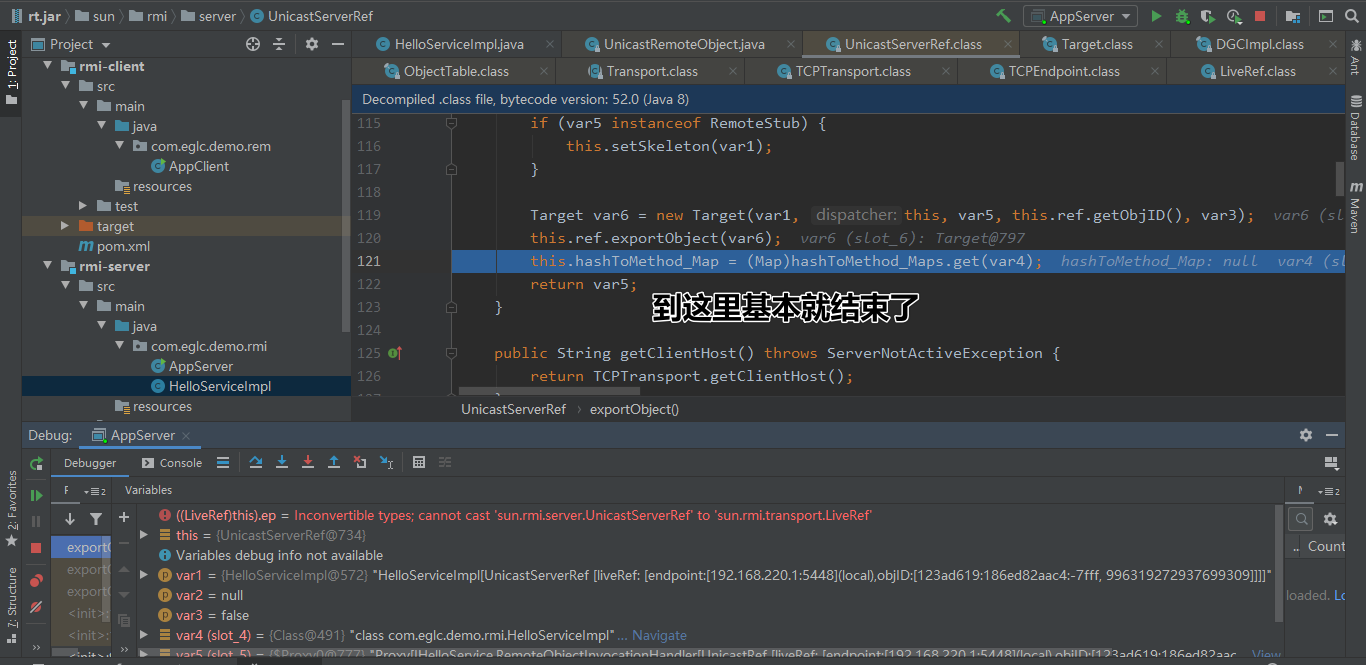 rt.jar sun rmi server UnicastServerRef AppServer
Project
HelloServiceImpl.java UnicastRemoteObject.java UnicastServerRef.class Target.class DGCImpl.class
ObjectTable.class Transport.class TCPTransport.class TCPEndpoint.class LiveRef.class
1: Project
2: Favorites
7: Structure
Ant
Database
Maven
rmi-client
src
main
java
com.eglc.demo.rem
AppClient
resources
test
target
pom.xml
rmi-server
src
main
java
com.eglc.demo.rmi
AppServer
HelloServiceImpl
resources
Decompiled .class file, bytecode version: 52.0 (Java 8)
115 if (var5 instanceof RemoteStub) {
116 this.setSkeleton(var1);
117 }
118
119 Target var6 = new Target(var1, dispatcher: this, var5, this.ref.getObjID(), var3); var6 (sl
120 this.ref.exportObject(var6); var6 (slot_6): Target@797
121 this.hashToMethod_Map = (Map)hashToMethod_Maps.get(var4); hashToMethod_Map: null var4 (sl
122 return var5;
123 }
到这里基本就结束了
124
125 public String getClientHost() throws ServerNotActiveException {
126 return TCPTransport.getClientHost();
UnicastServerRef exportObject()
Debug: AppServer
Debugger Console
Variables
((LiveRef)this).ep = Inconvertible types; cannot cast 'sun.rmi.server.UnicastServerRef' to 'sun.rmi.transport.LiveRef'
this = {UnicastServerRef@734}
Variables debug info not available
var1 = {HelloServiceImpl@572} "HelloServiceImpl[UnicastServerRef [liveRef: [endpoint:[192.168.220.1:5448](local),objID:[123ad619:186ed82aac4:-7fff, 996319272937699309]]]]"
var2 = null
var3 = false
var4 (slot_4) = {Class@491} "class com.eglc.demo.rmi.HelloServiceImpl" ... Navigate
var5 (slot_5) = {$Proxy0@777} "Proxy[IHelloService,RemoteObjectInvocationHandler[UnicastRef [liveRef: [endpoint:[192.168.220.1:5448](local),objID:[123ad619:186ed82aac... View
exportO
exportO
exportO
<init>:
<init>:
Count
loaded. Lo